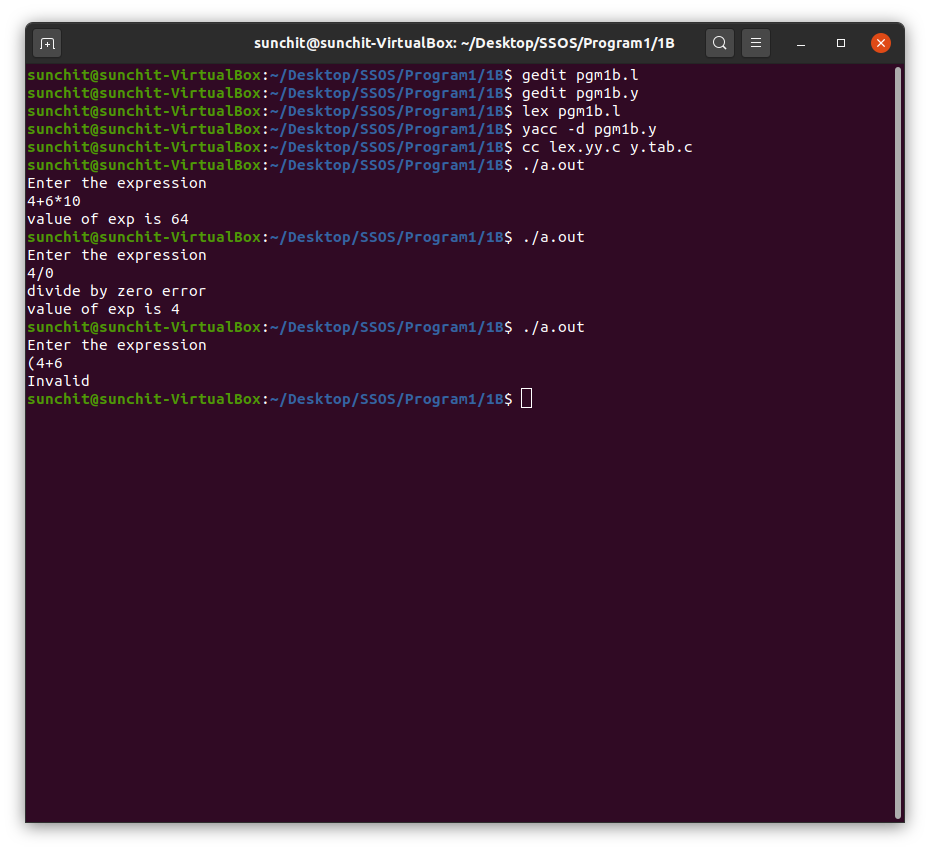 sunchit@sunchit-VirtualBox: ~/Desktop/SSOS/Program1/1B
sunchit@sunchit-VirtualBox:~/Desktop/SSOS/Program1/1B$ gedit pgm1b.l
sunchit@sunchit-VirtualBox:~/Desktop/SSOS/Program1/1B$ gedit pgm1b.y
sunchit@sunchit-VirtualBox:~/Desktop/SSOS/Program1/1B$ lex pgm1b.l
sunchit@sunchit-VirtualBox:~/Desktop/SSOS/Program1/1B$ yacc -d pgm1b.y
sunchit@sunchit-VirtualBox:~/Desktop/SSOS/Program1/1B$ cc lex.yy.c y.tab.c
sunchit@sunchit-VirtualBox:~/Desktop/SSOS/Program1/1B$ ./a.out
Enter the expression
4+6*10
value of exp is 64
sunchit@sunchit-VirtualBox:~/Desktop/SSOS/Program1/1B$ ./a.out
Enter the expression
4/0
divide by zero error
value of exp is 4
sunchit@sunchit-VirtualBox:~/Desktop/SSOS/Program1/1B$ ./a.out
Enter the expression
(4+6
Invalid
sunchit@sunchit-VirtualBox:~/Desktop/SSOS/Program1/1B$